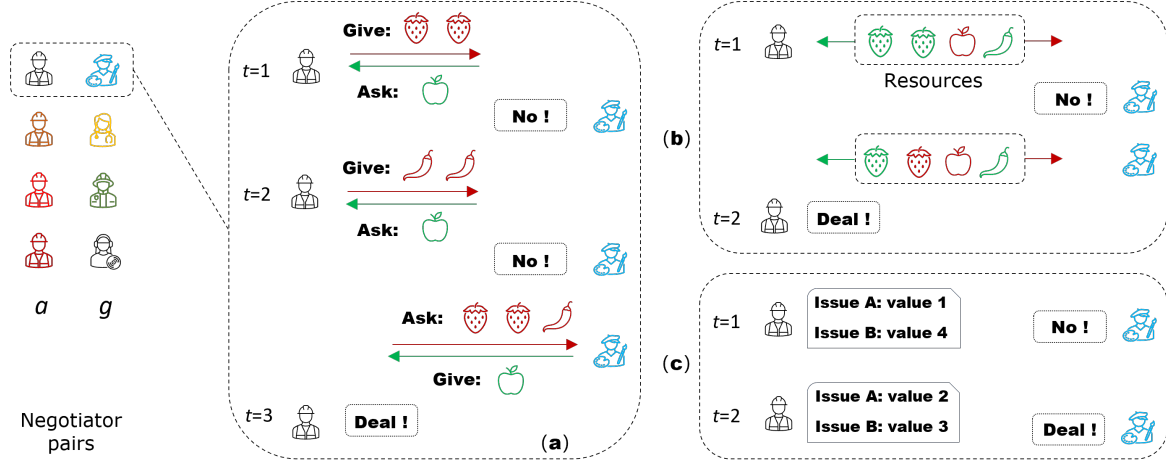 a g
Negotiator
pairs
t=1
Give:
Ask:
No !
t=2
Give:
Ask:
No !
Ask:
Give:
t=3
Deal !
(a)
(b)
t=1
Resources
No !
t=2
Deal !
(c)
t=1
Issue A: value 1
Issue B: value 4
No !
t=2
Issue A: value 2
Issue B: value 3
Deal !